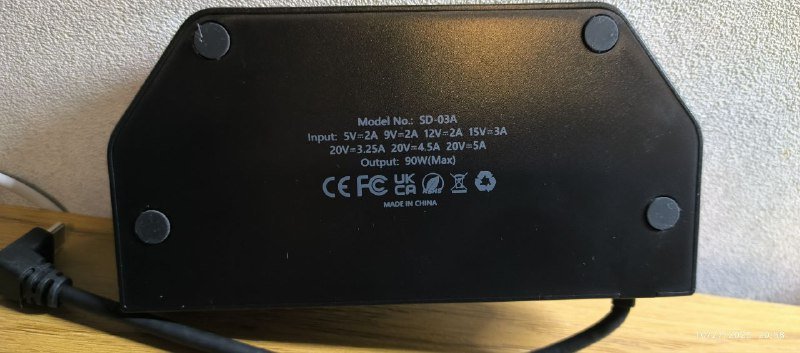 Model No.: SD-03A
Input: 5V=2A 9V=2A 12V=2A 15V=3A
20V=3.25A 20V=4.5A 20V=5A
Output: 90W(Max)
CE FC UK CA RoHS
MADE IN CHINA